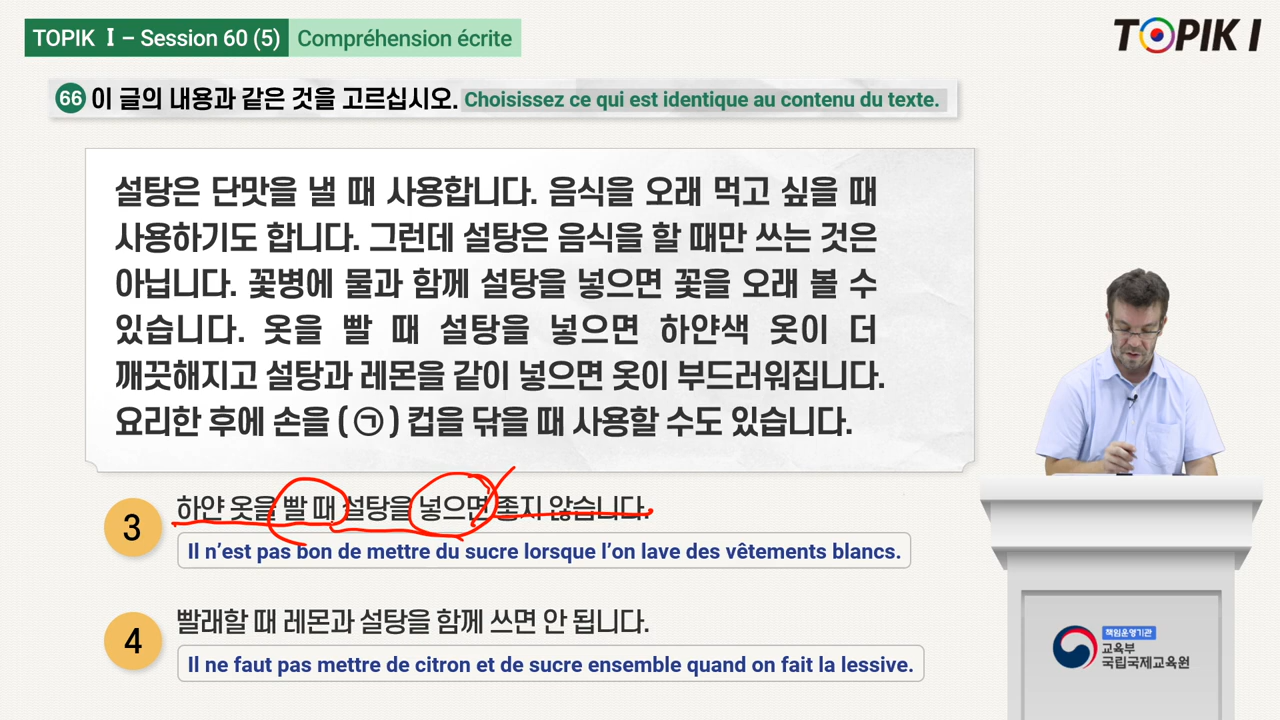 TOPIK Ⅰ – Session 60 (5) Compréhension écrite
TOPIK I
66 이 글의 내용과 같은 것을 고르십시오. Choisissez ce qui est identique au contenu du texte.
설탕은 단맛을 낼 때 사용합니다. 음식을 오래 먹고 싶을 때
사용하기도 합니다. 그런데 설탕은 음식을 할 때만 쓰는 것은
아닙니다. 꽃병에 물과 함께 설탕을 넣으면 꽃을 오래 볼 수
있습니다. 옷을 빨 때 설탕을 넣으면 하얀색 옷이 더
깨끗해지고 설탕과 레몬을 같이 넣으면 옷이 부드러워집니다.
요리한 후에 손을 ( ㉠ ) 컵을 닦을 때 사용할 수도 있습니다.
3 하얀 옷을 빨 때 설탕을 넣으면 좋지 않습니다.
Il n’est pas bon de mettre du sucre lorsque l’on lave des vêtements blancs.
4 빨래할 때 레몬과 설탕을 함께 쓰면 안 됩니다.
Il ne faut pas mettre de citron et de sucre ensemble quand on fait la lessive.
책임운영기관
교육부
국립국제교육원